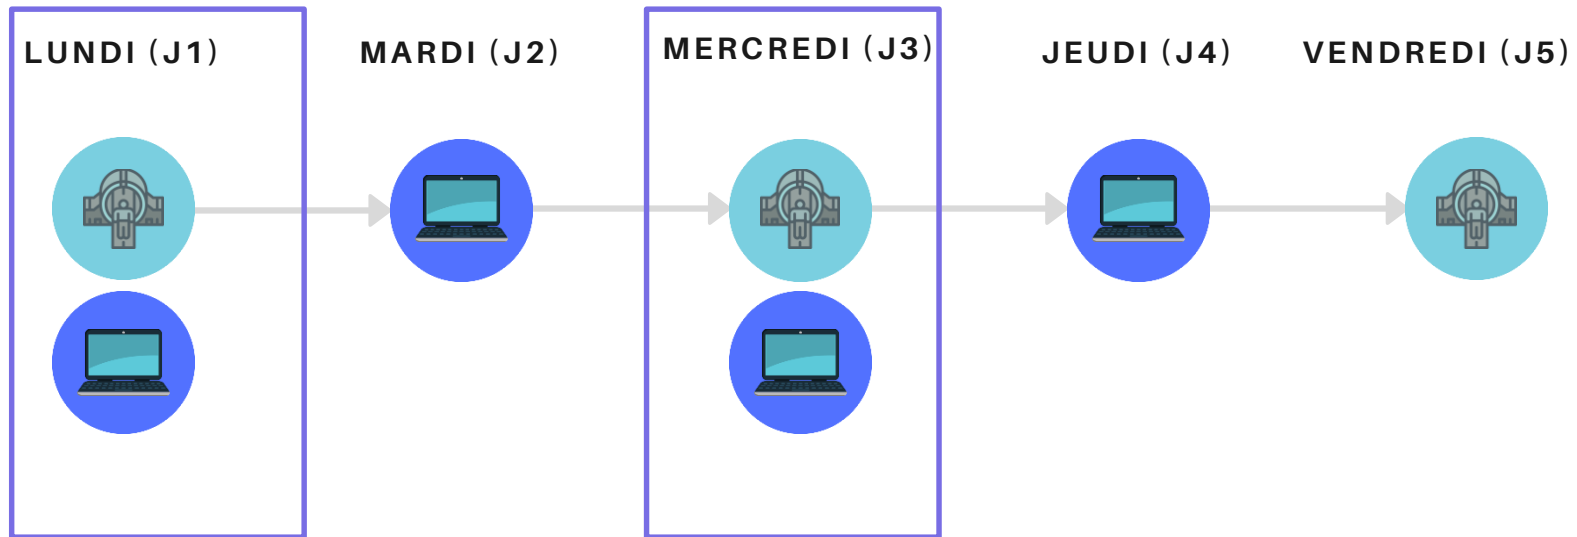 LUNDI (J1)
MARDI (J2)
MERCREDI (J3)
JEUDI (J4)
VENDREDI (J5)